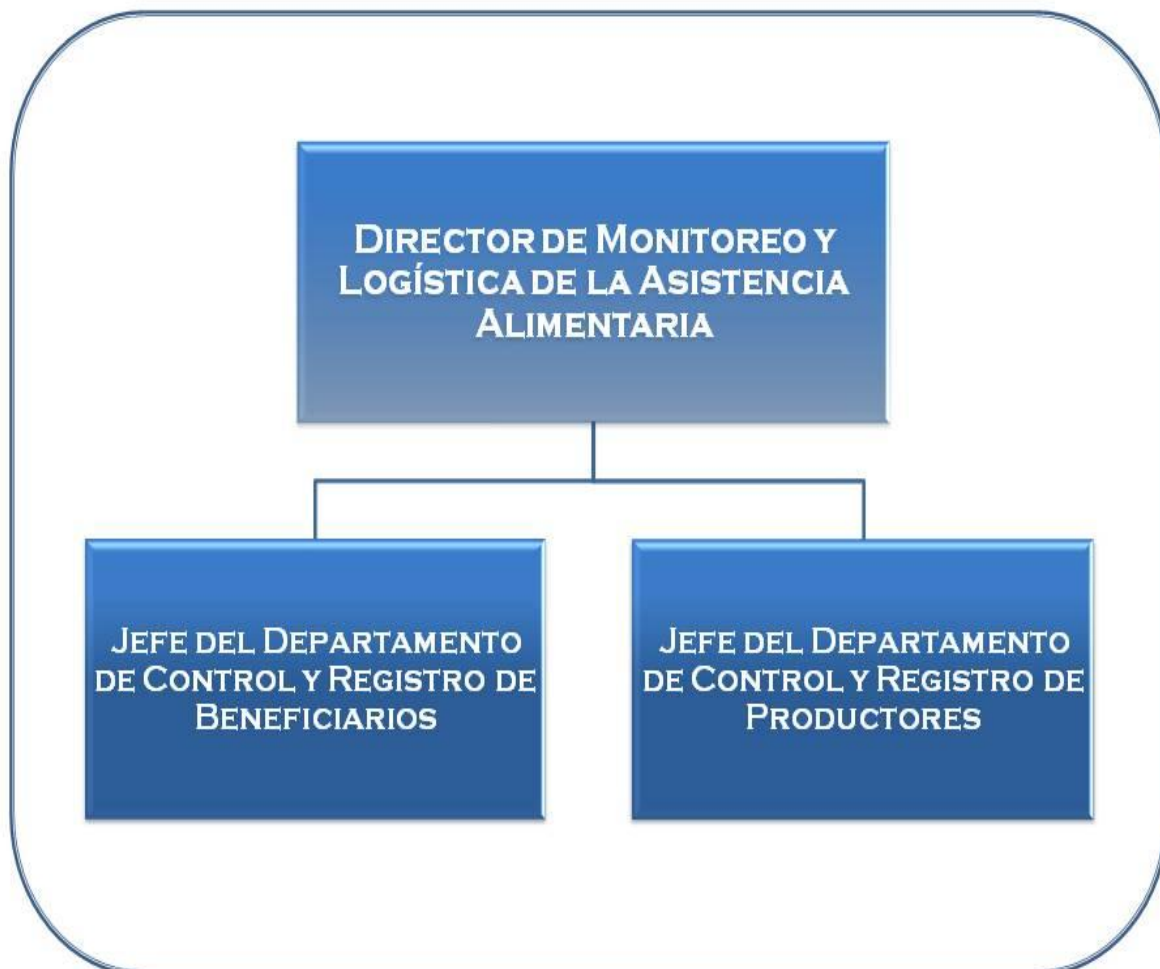 DIRECTOR DE MONITOREO Y
LOGÍSTICA DE LA ASISTENCIA
ALIMENTARIA
JEFE DEL DEPARTAMENTO
DE CONTROL Y REGISTRO DE
BENEFICIARIOS
JEFE DEL DEPARTAMENTO
DE CONTROL Y REGISTRO DE
PRODUCTORES